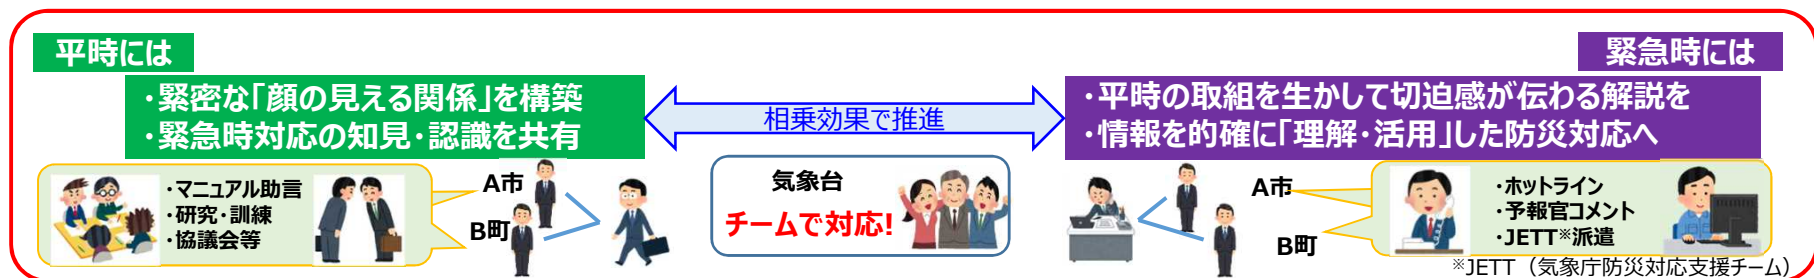 平時には
・緊密な「顔の見える関係」を構築
・緊急時対応の知見・認識を共有
・マニュアル助言
・研究・訓練
・協議会等
A市
B町
相乗効果で推進
気象台
チームで対応!
緊急時には
・平時の取組を生かして切迫感が伝わる解説を
・情報を的確に「理解・活用」した防災対応へ
A市
B町
・ホットライン
・予報官コメント
・JETT※派遣
※JETT（気象庁防災対応支援チーム）